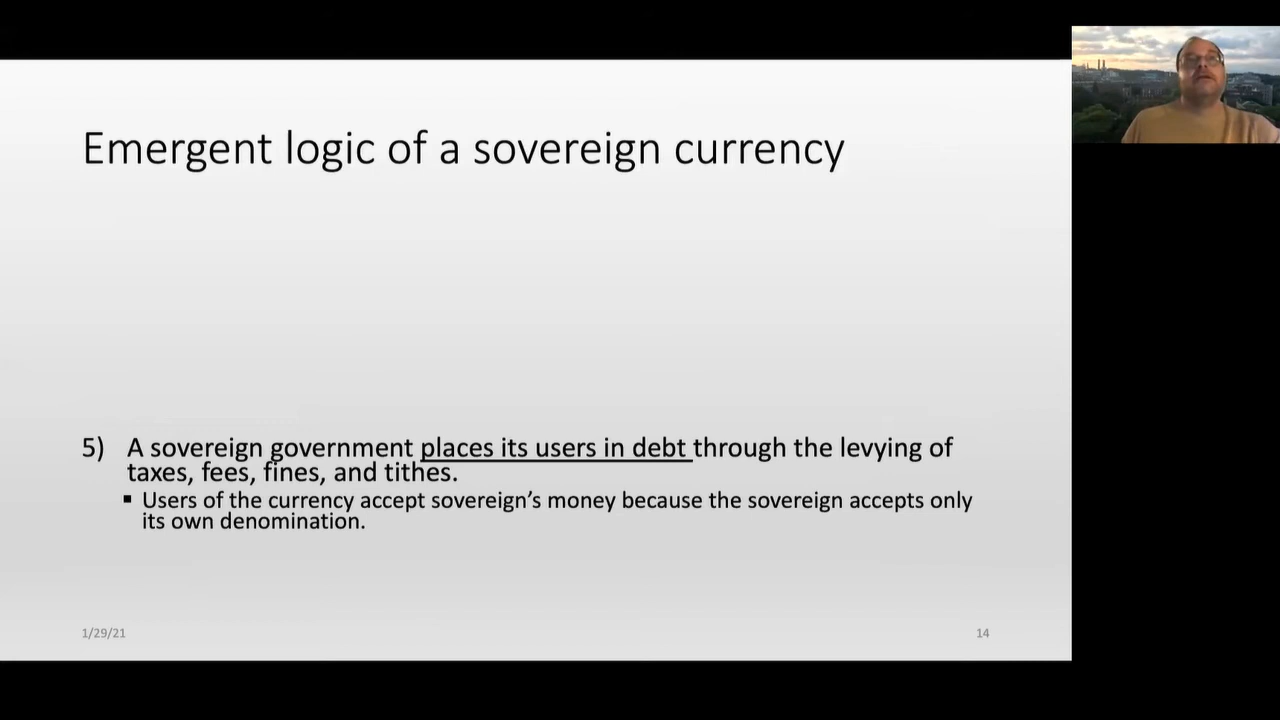 Emergent logic of a sovereign currency
5) A sovereign government places its users in debt through the levying of
taxes, fees, fines, and tithes.
▪ Users of the currency accept sovereign’s money because the sovereign accepts only
its own denomination.
1/29/21
14